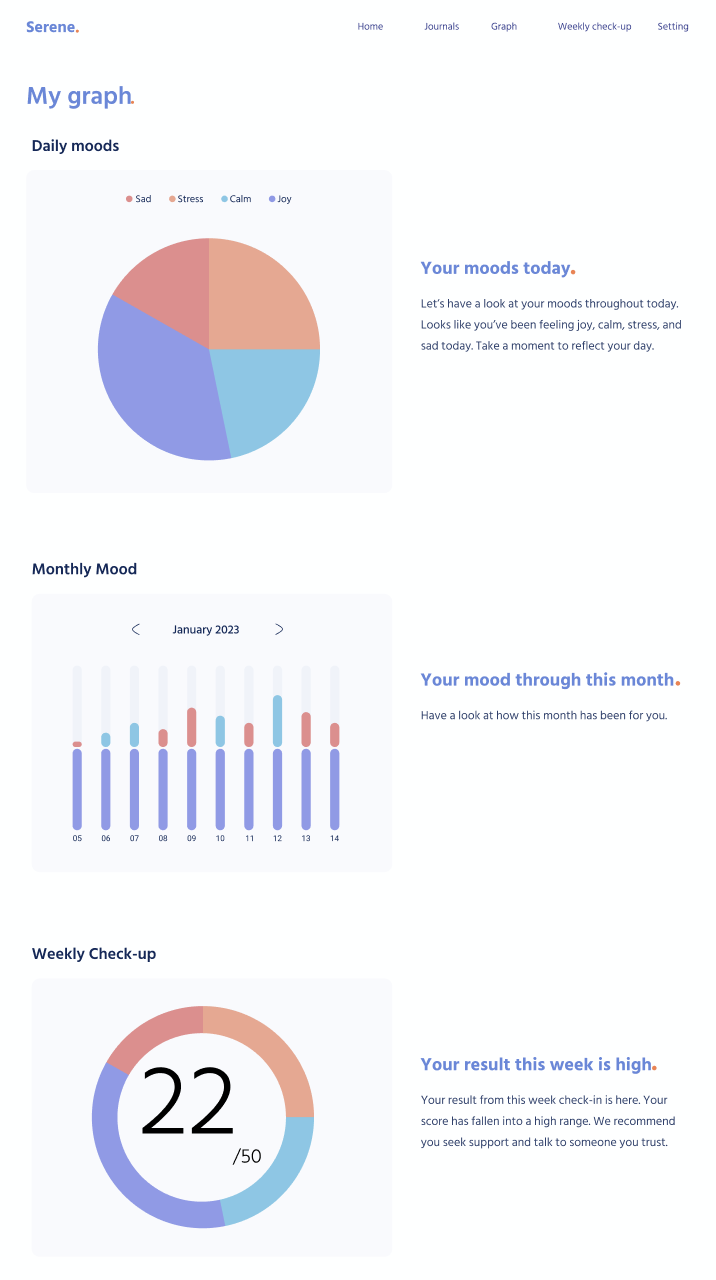 Serene.
Home Journals Graph Weekly check-up Setting
My graph.
Daily moods
Sad Stress Calm Joy
Your moods today.
Let's have a look at your moods throughout today.
Looks like you've been feeling joy, calm, stress, and
sad today. Take a moment to reflect your day.
Monthly Mood
< January 2023 >
Your mood through this month.
Have a look at how this month has been for you.
05 06 07 08 09 10 11 12 13 14
Weekly Check-up
22
/50
Your result this week is high.
Your result from this week check-in is here. Your
score has fallen into a high range. We recommend
you seek support and talk to someone you trust.